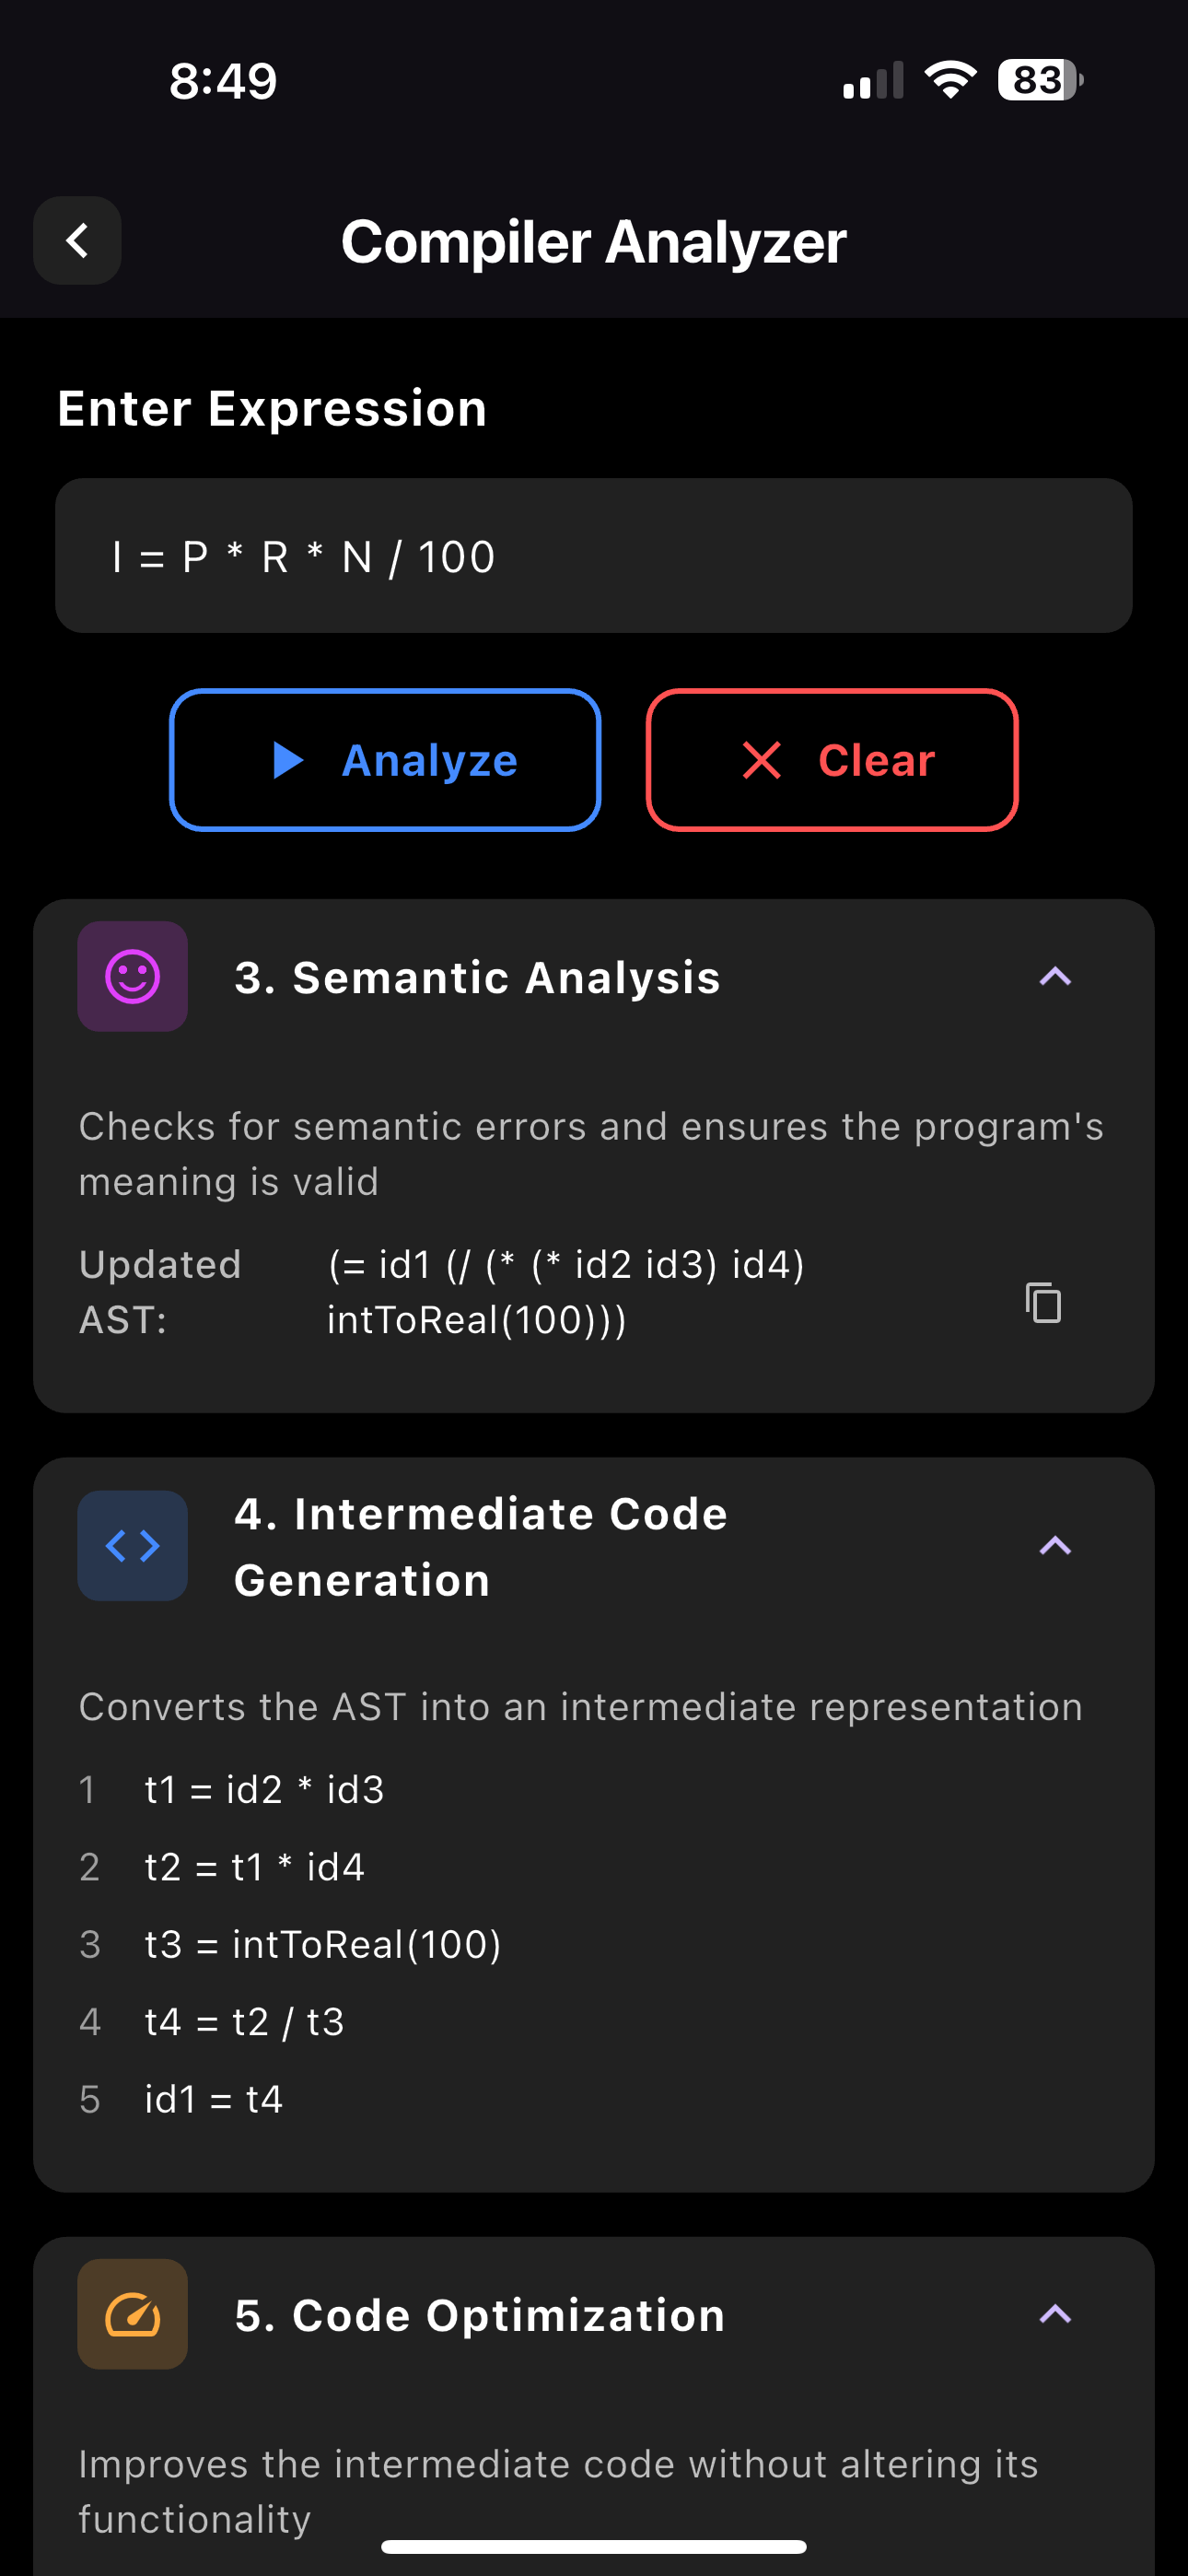 8:49
83
Compiler Analyzer
Enter Expression
I = P * R * N / 100
Analyze
Clear
3. Semantic Analysis
Checks for semantic errors and ensures the program's
meaning is valid
Updated
AST:
(= id1 (/ (* (* id2 id3) id4)
intToReal(100)))
4. Intermediate Code
Generation
Converts the AST into an intermediate representation
1 t1 = id2 * id3
2 t2 = t1 * id4
3 t3 = intToReal(100)
4 t4 = t2 / t3
5 id1 = t4
5. Code Optimization
Improves the intermediate code without altering its
functionality